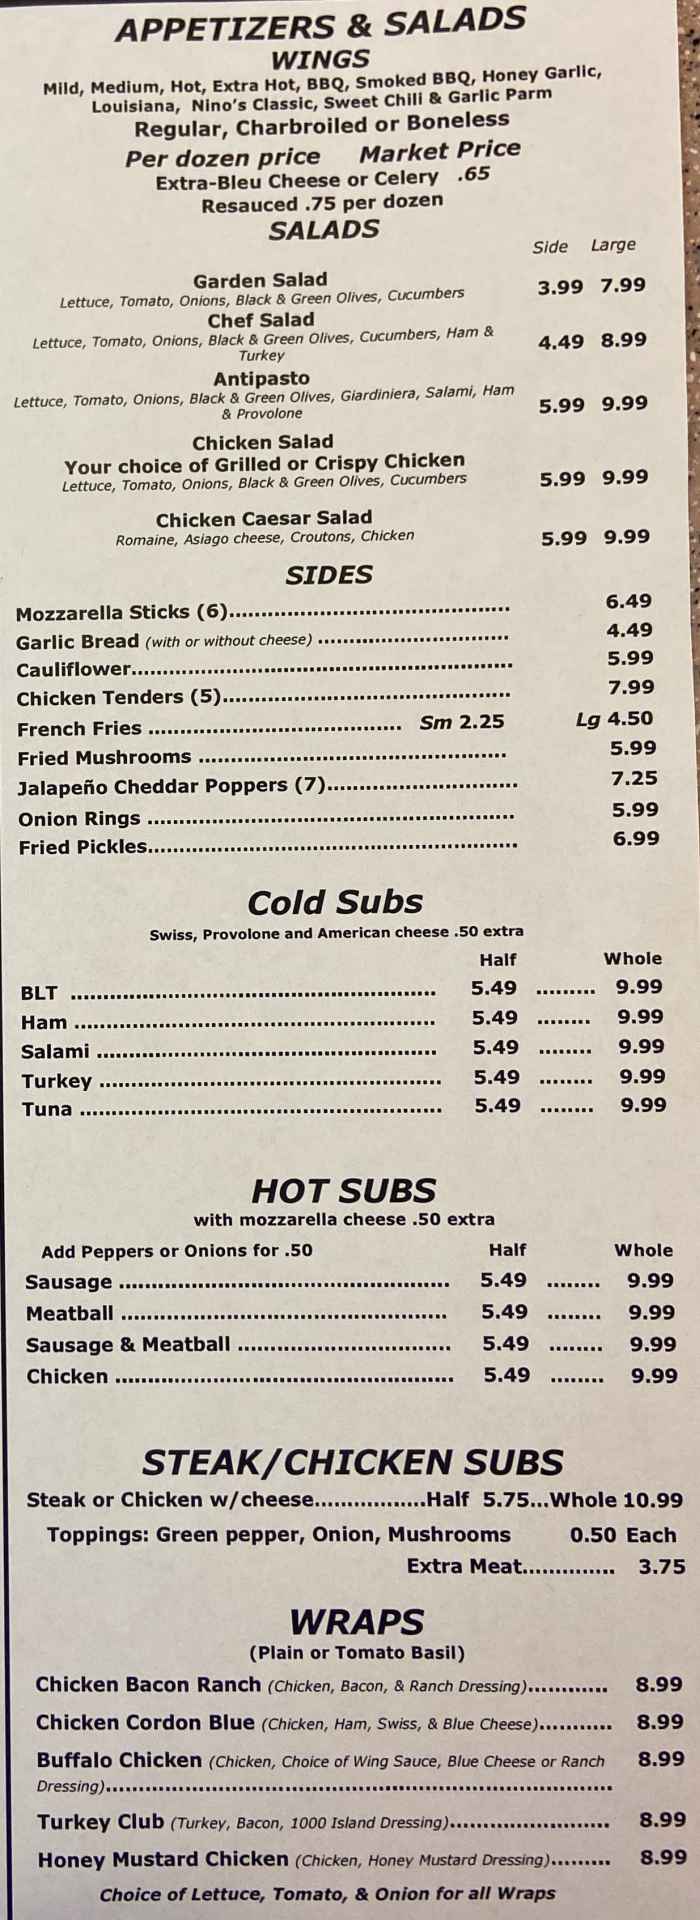 APPETIZERS & SALADS
WINGS
Mild, Medium, Hot, Extra Hot, BBQ, Smoked BBQ, Honey Garlic,
Louisiana, Nino's Classic, Sweet Chili & Garlic Parm
Regular, Charbroiled or Boneless
Per dozen price Market Price
Extra-Bleu Cheese or Celery .65
Resauced .75 per dozen
SALADS
Side Large
Garden Salad
Lettuce, Tomato, Onions, Black & Green Olives, Cucumbers 3.99 7.99
Chef Salad
Lettuce, Tomato, Onions, Black & Green Olives, Cucumbers, Ham & 4.49 8.99
Turkey
Antipasto
Lettuce, Tomato, Onions, Black & Green Olives, Giardiniera, Salami, Ham 5.99 9.99
& Provolone
Chicken Salad
Your choice of Grilled or Crispy Chicken
Lettuce, Tomato, Onions, Black & Green Olives, Cucumbers 5.99 9.99
Chicken Caesar Salad
Romaine, Asiago cheese, Croutons, Chicken 5.99 9.99
SIDES
Mozzarella Sticks (6)........................................... 6.49
Garlic Bread (with or without cheese) ............................. 4.49
Cauliflower.......................................................... 5.99
Chicken Tenders (5)............................................ 7.99
French Fries ....................................... Sm 2.25 Lg 4.50
Fried Mushrooms ............................................... 5.99
Jalapeño Cheddar Poppers (7)............................. 7.25
Onion Rings ........................................................ 5.99
Fried Pickles......................................................... 6.99
Cold Subs
Swiss, Provolone and American cheese .50 extra
Half Whole
BLT ........................................................ 5.49 ......... 9.99
Ham ....................................................... 5.49 ........ 9.99
Salami .................................................... 5.49 ........ 9.99
Turkey .................................................... 5.49 ........ 9.99
Tuna ....................................................... 5.49 ........ 9.99
HOT SUBS
with mozzarella cheese .50 extra
Add Peppers or Onions for .50 Half Whole
Sausage ................................................... 5.49 ........ 9.99
Meatball .................................................. 5.49 ........ 9.99
Sausage & Meatball ................................. 5.49 ........ 9.99
Chicken .................................................... 5.49 ........ 9.99
STEAK/CHICKEN SUBS
Steak or Chicken w/cheese.................Half 5.75...Whole 10.99
Toppings: Green pepper, Onion, Mushrooms 0.50 Each
Extra Meat.............. 3.75
WRAPS
(Plain or Tomato Basil)
Chicken Bacon Ranch (Chicken, Bacon, & Ranch Dressing)............ 8.99
Chicken Cordon Blue (Chicken, Ham, Swiss, & Blue Cheese)........... 8.99
Buffalo Chicken (Chicken, Choice of Wing Sauce, Blue Cheese or Ranch 8.99
Dressing)..............................................................................
Turkey Club (Turkey, Bacon, 1000 Island Dressing)........................ 8.99
Honey Mustard Chicken (Chicken, Honey Mustard Dressing)......... 8.99
Choice of Lettuce, Tomato, & Onion for all Wraps